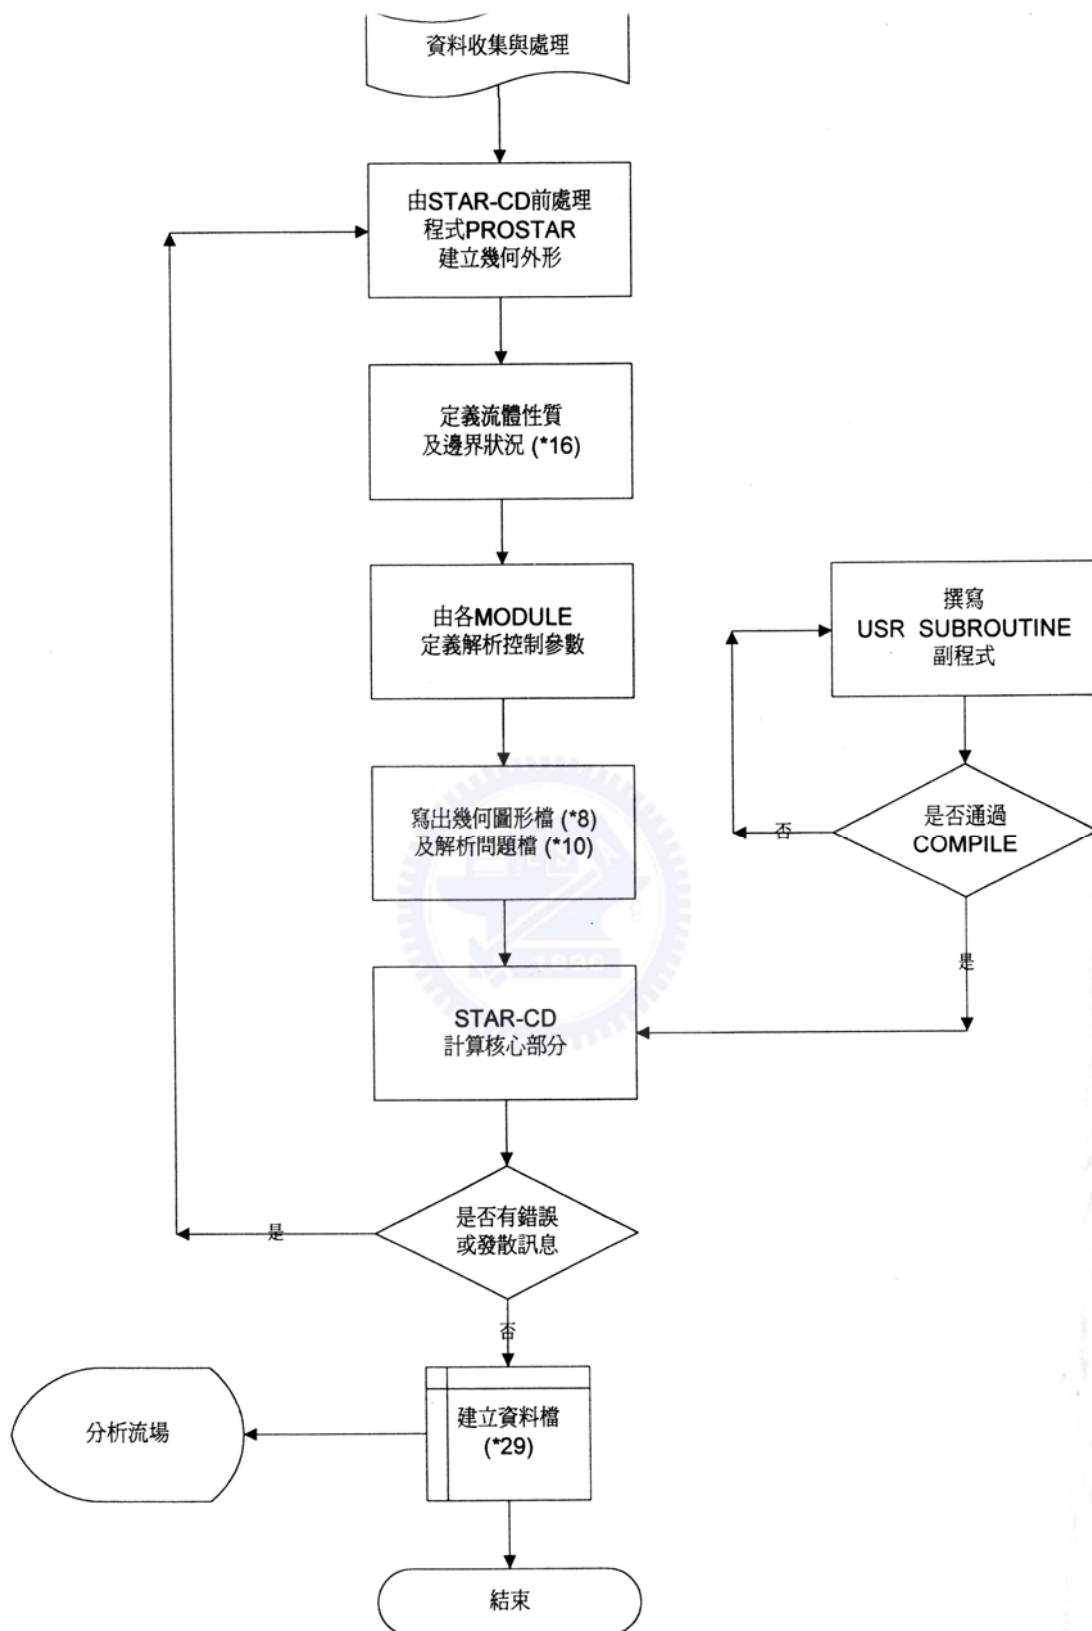 資料收集與處理
由STAR-CD前處理
程式PROSTAR
建立幾何外形
定義流體性質
及邊界狀況 (*16)
由各MODULE
定義解析控制參數
撰寫
USR SUBROUTINE
副程式
寫出幾何圖形檔 (*8)
及解析問題檔 (*10)
否
是否通過
COMPILE
是
1896
STAR-CD
計算核心部分
是
是否有錯誤
或發散訊息
否
分析流場
建立資料檔
(*29)
結束